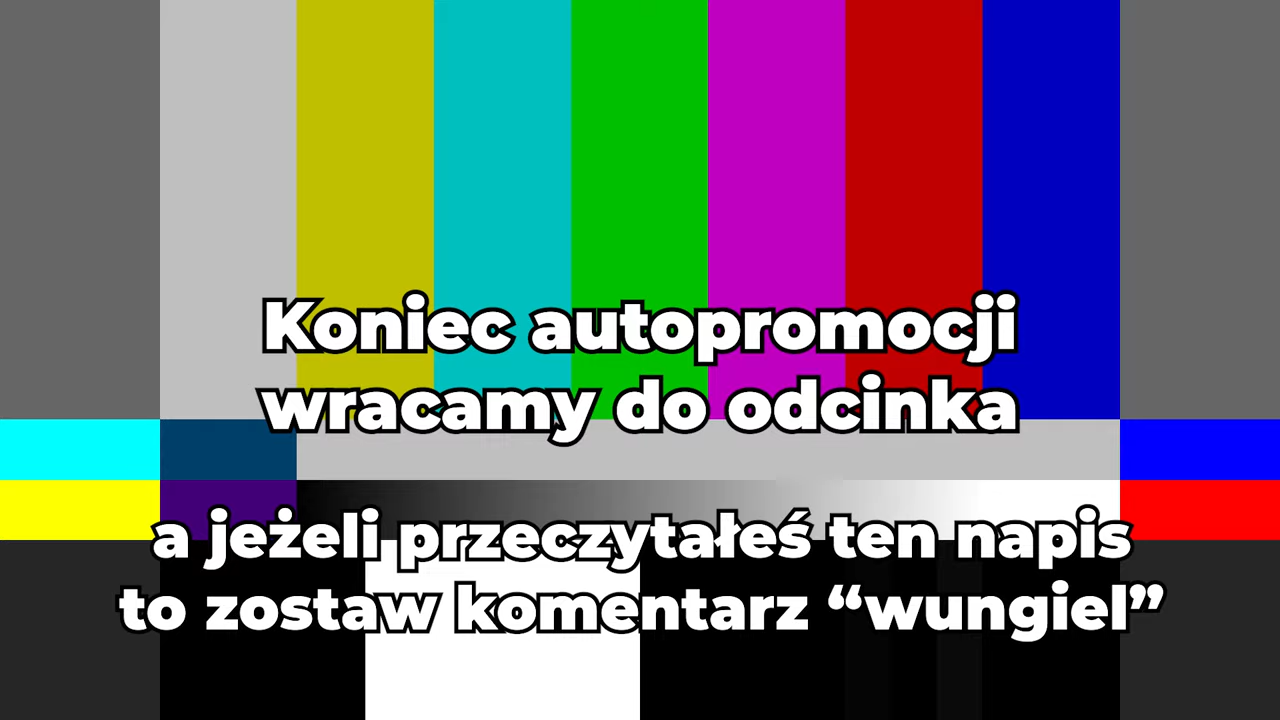 Koniec autopromocji
wracamy do odcinka
a jeżeli przeczytałeś ten napis
to zostaw komentarz “wungiel”